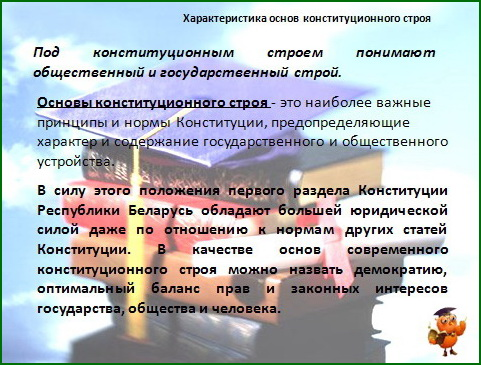 Характеристика основ конституционного строя
Под конституционным строем понимают
общественный и государственный строй.
Основы конституционного строя - это наиболее важные
принципы и нормы Конституции, предопределяющие
характер и содержание государственного и общественного
устройства.
В силу этого положения первого раздела Конституции
Республики Беларусь обладают большей юридической
силой даже по отношению к нормам других статей
Конституции. В качестве основ современного
конституционного строя можно назвать демократию,
оптимальный баланс прав и законных интересов
государства, общества и человека.